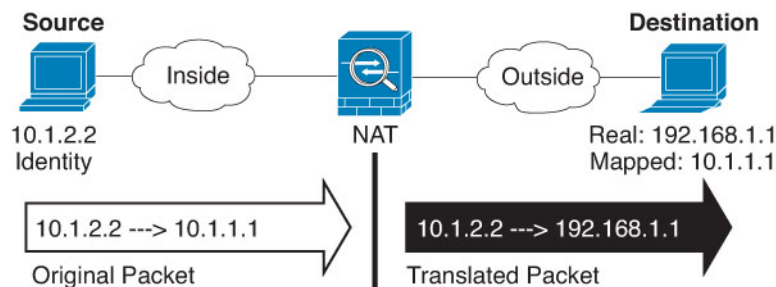 Source
Destination
Inside
Outside
10.1.2.2
Identity
NAT
Real: 192.168.1.1
Mapped: 10.1.1.1
10.1.2.2 ---> 10.1.1.1
10.1.2.2 ---> 192.168.1.1
Original Packet
Translated Packet